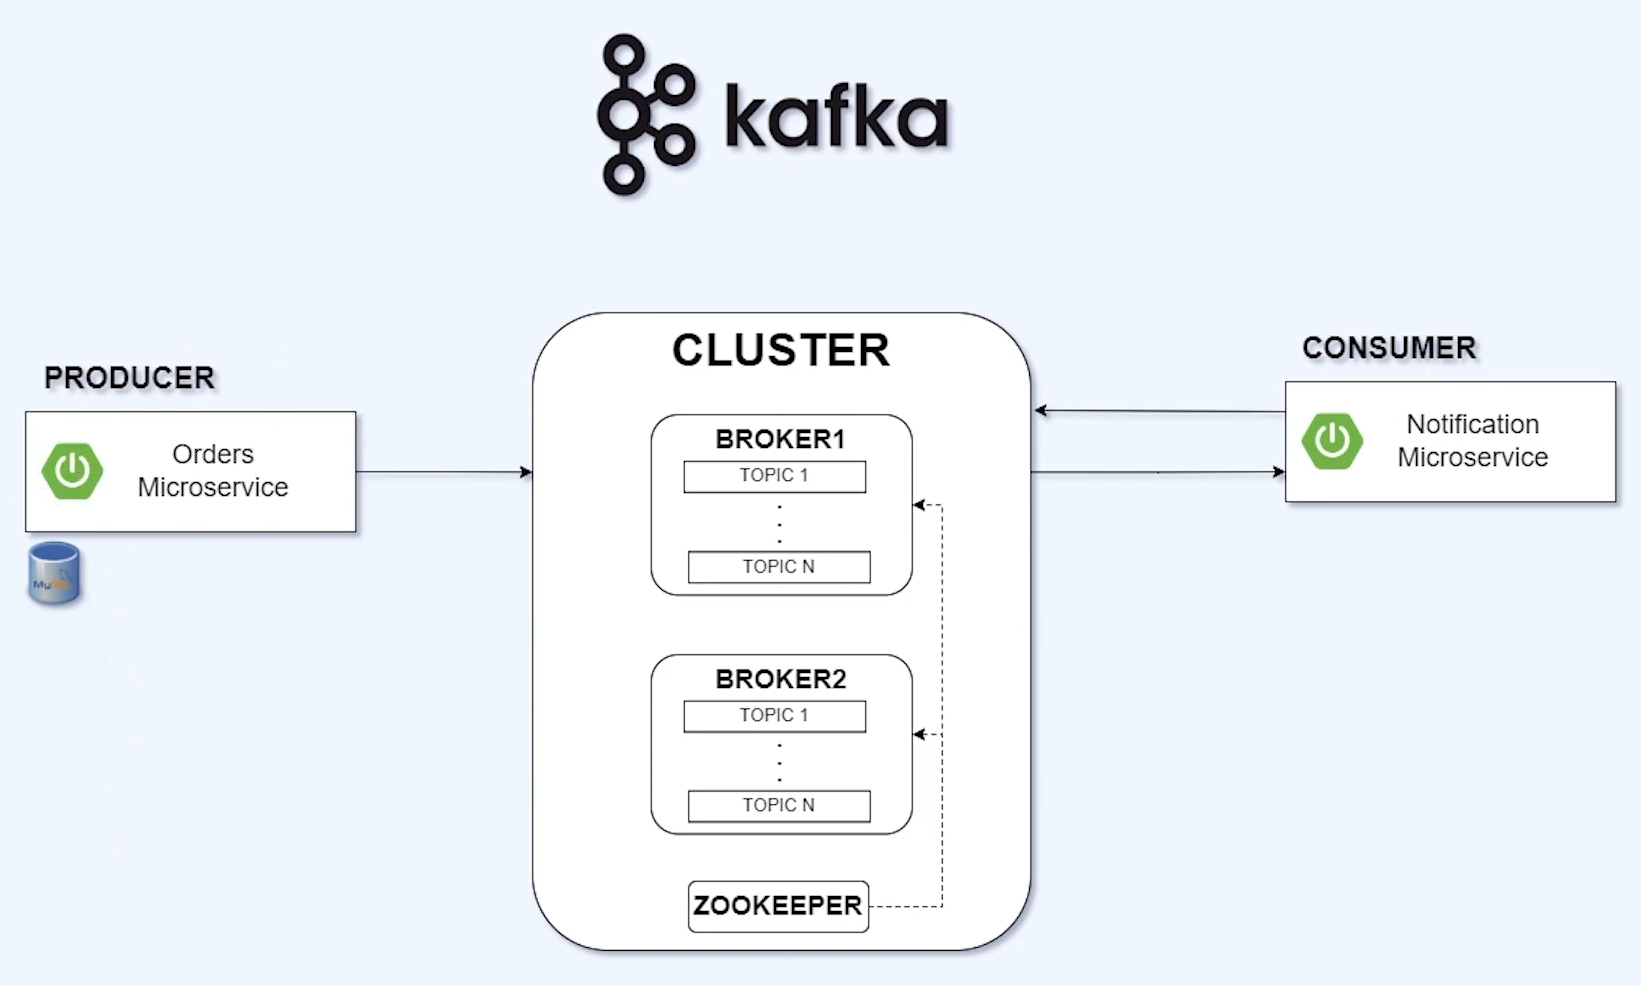 kafka
PRODUCER
Orders
Microservice
CLUSTER
BROKER1
TOPIC 1
TOPIC N
BROKER2
TOPIC 1
TOPIC N
ZOOKEEPER
CONSUMER
Notification
Microservice